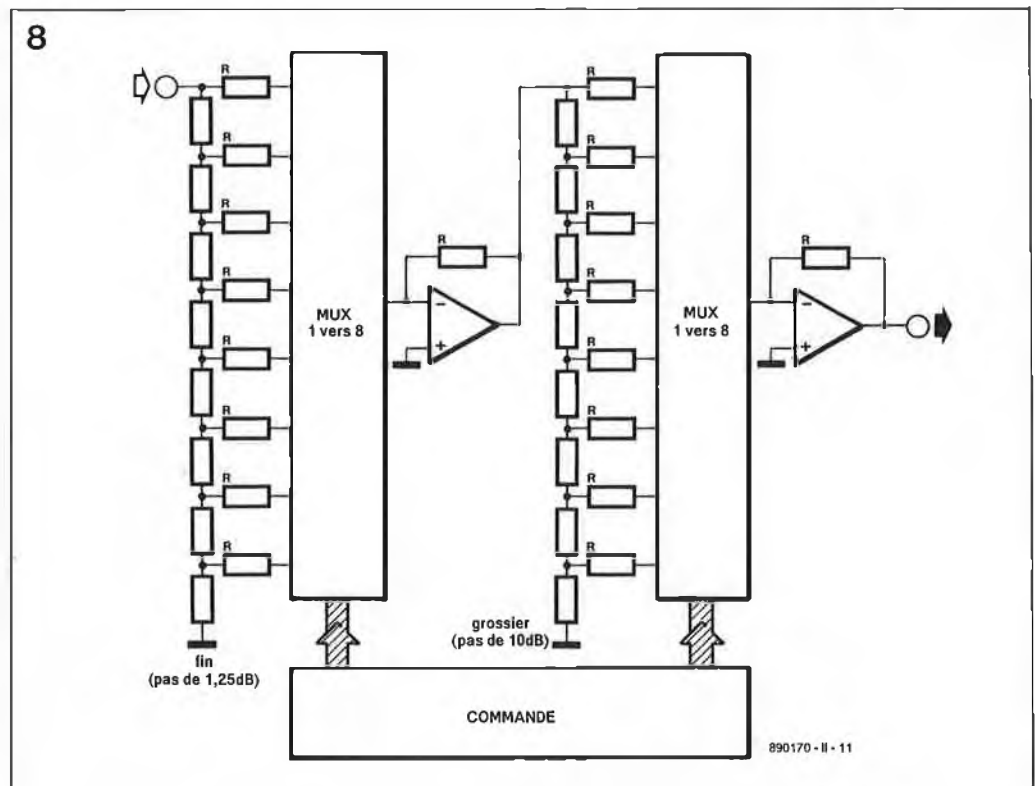 8
R
R
R
R
R
R
R
R
MUX
1 vers 8
R
−
+
R
R
R
R
R
R
R
R
MUX
1 vers 8
R
−
+
fin
(pas de 1,25dB)
grossier
(pas de 10dB)
COMMANDE
890170 - II - 11